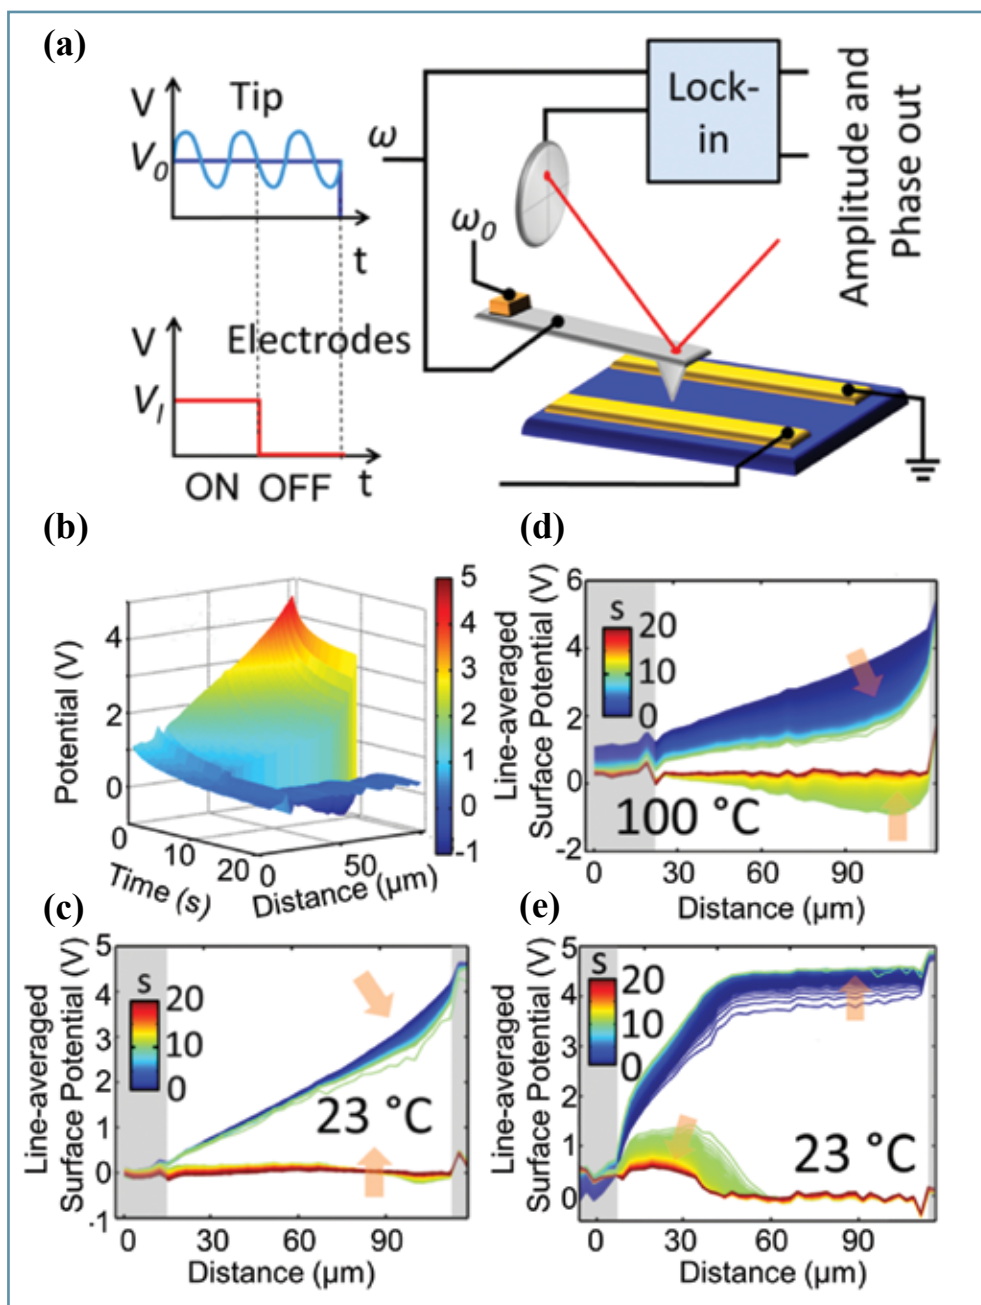 (a)
V
Tip
V0
t
V
Electrodes
VI
ON OFF
t
ω
ω0
Lock-
in
Amplitude and
Phase out
(b)
Potential (V)
4
2
0
0
10
20
Time (s)
0
50
Distance (μm)
5
4
3
2
1
0
-1
(d)
Line-averaged
Surface Potential (V)
6
4
2
0
-2
s
20
10
0
100 °C
0 30 60 90
Distance (μm)
(c)
Line-averaged
Surface Potential (V)
5
4
3
2
1
0
-1
s
20
10
0
23 °C
0 30 60 90
Distance (μm)
(e)
Line-averaged
Surface Potential (V)
5
4
3
2
1
0
s
20
10
0
23 °C
0 30 60 90
Distance (μm)